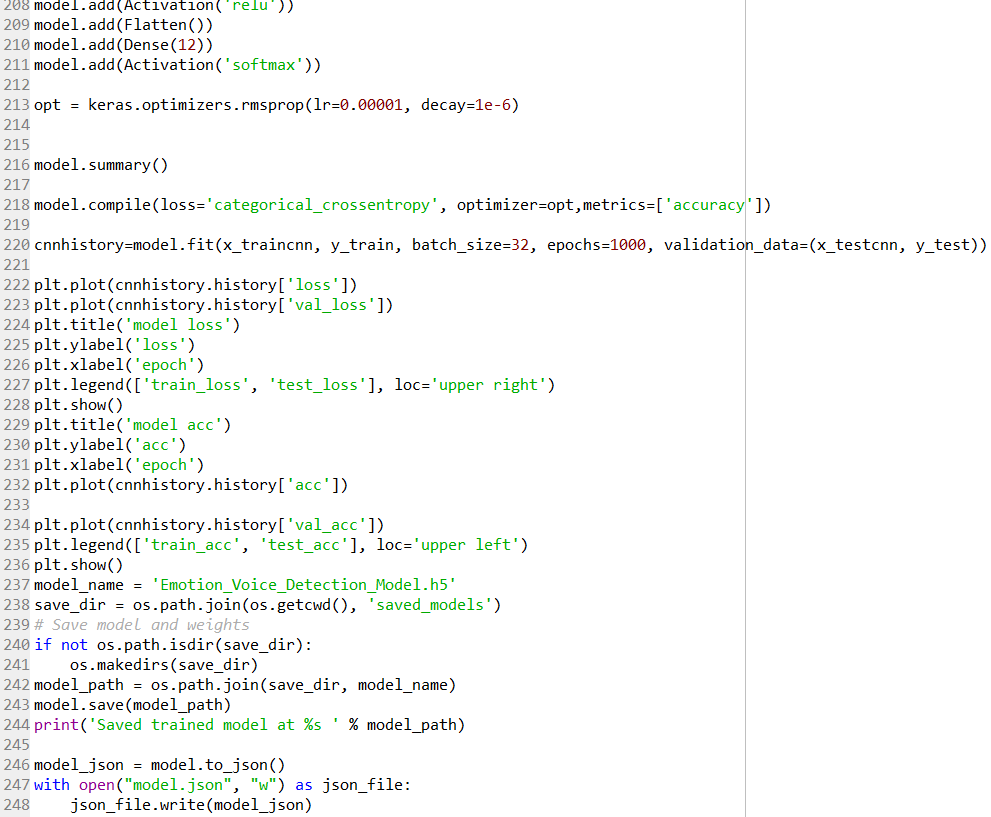 208 model.add(Activation('relu'))
209 model.add(Flatten())
210 model.add(Dense(12))
211 model.add(Activation('softmax'))
212
213 opt = keras.optimizers.rmsprop(lr=0.00001, decay=1e-6)
214
215
216 model.summary()
217
218 model.compile(loss='categorical_crossentropy', optimizer=opt,metrics=['accuracy'])
219
220 cnnhistory=model.fit(x_traincnn, y_train, batch_size=32, epochs=1000, validation_data=(x_testcnn, y_test))
221
222 plt.plot(cnnhistory.history['loss'])
223 plt.plot(cnnhistory.history['val_loss'])
224 plt.title('model loss')
225 plt.ylabel('loss')
226 plt.xlabel('epoch')
227 plt.legend(['train_loss', 'test_loss'], loc='upper right')
228 plt.show()
229 plt.title('model acc')
230 plt.ylabel('acc')
231 plt.xlabel('epoch')
232 plt.plot(cnnhistory.history['acc'])
233
234 plt.plot(cnnhistory.history['val_acc'])
235 plt.legend(['train_acc', 'test_acc'], loc='upper left')
236 plt.show()
237 model_name = 'Emotion_Voice_Detection_Model.h5'
238 save_dir = os.path.join(os.getcwd(), 'saved_models')
239 # Save model and weights
240 if not os.path.isdir(save_dir):
241     os.makedirs(save_dir)
242 model_path = os.path.join(save_dir, model_name)
243 model.save(model_path)
244 print('Saved trained model at %s ' % model_path)
245
246 model_json = model.to_json()
247 with open("model.json", "w") as json_file:
248     json_file.write(model_json)